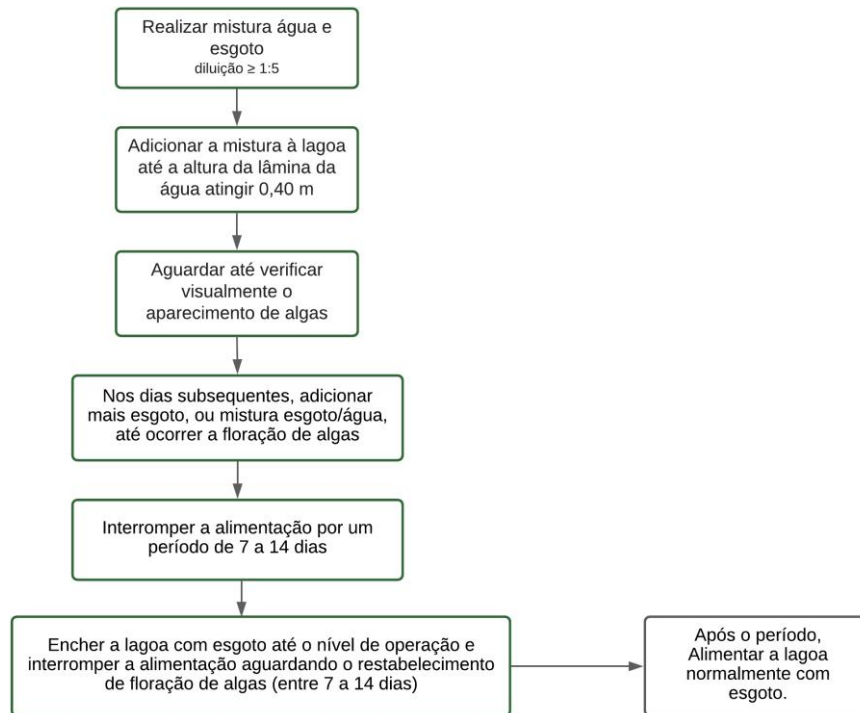 Realizar mistura água e
esgoto
diluição ≥ 1:5
Adicionar a mistura à lagoa
até a altura da lâmina da
água atingir 0,40 m
Aguardar até verificar
visualmente o
aparecimento de algas
Nos dias subsequentes, adicionar
mais esgoto, ou mistura esgoto/água,
até ocorrer a floração de algas
Interromper a alimentação por um
período de 7 a 14 dias
Encher a lagoa com esgoto até o nível de operação e
interromper a alimentação aguardando o restabelecimento
de floração de algas (entre 7 a 14 dias)
Após o período,
Alimentar a lagoa
normalmente com
esgoto.